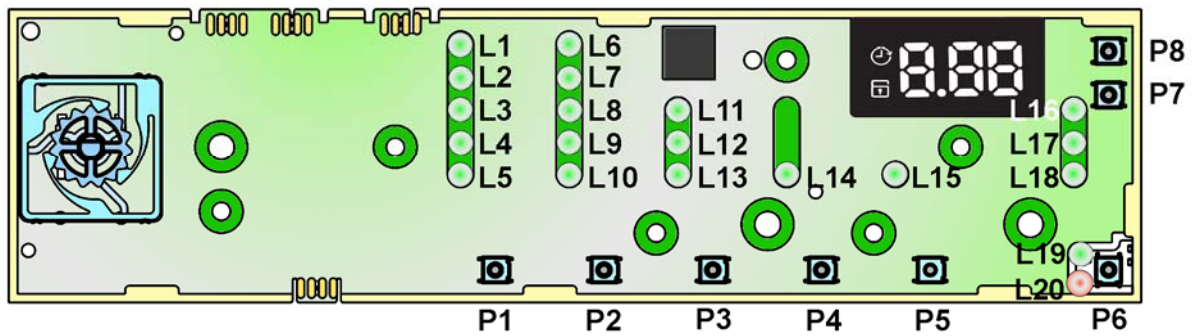 L1 L6 8.88 P8
L2 L7 P7
L3 L8 L11 L16
L4 L9 L12 L17
L5 L10 L13 L14 L15 L18
L19
L20
P1 P2 P3 P4 P5 P6